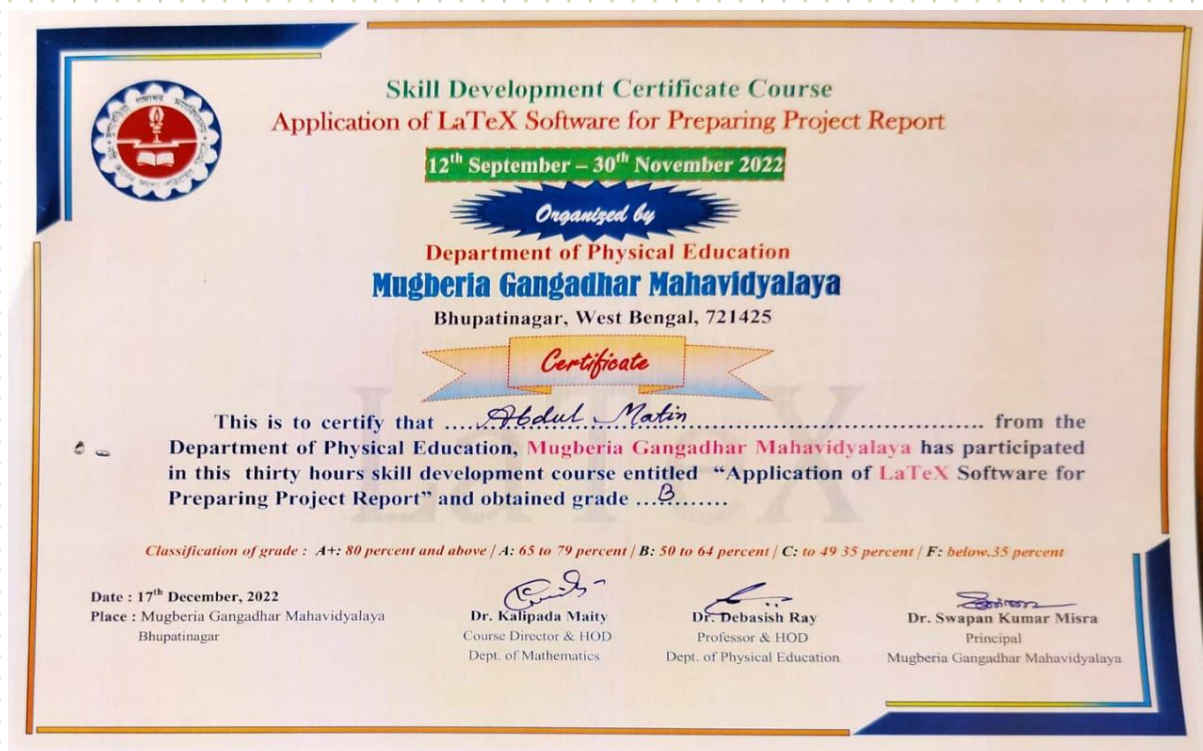 Skill Development Certificate Course
Application of LaTeX Software for Preparing Project Report
12th September – 30th November 2022
Organized by
Department of Physical Education
Mugberia Gangadhar Mahavidyalaya
Bhupatinagar, West Bengal, 721425
Certificate
LaTeX
This is to certify that .....Abdul Matin..... from the
Department of Physical Education, Mugberia Gangadhar Mahavidyalaya has participated
in this thirty hours skill development course entitled “Application of LaTeX Software for
Preparing Project Report” and obtained grade ...B.......
Classification of grade : A+: 80 percent and above / A: 65 to 79 percent / B: 50 to 64 percent / C: to 49 35 percent / F: below.35 percent
Date : 17th December, 2022
Place : Mugberia Gangadhar Mahavidyalaya
Bhupatinagar
Dr. Kalipada Maity
Course Director & HOD
Dept. of Mathematics
Dr. Debasish Ray
Professor & HOD
Dept. of Physical Education
Dr. Swapan Kumar Misra
Principal
Mugberia Gangadhar Mahavidyalaya